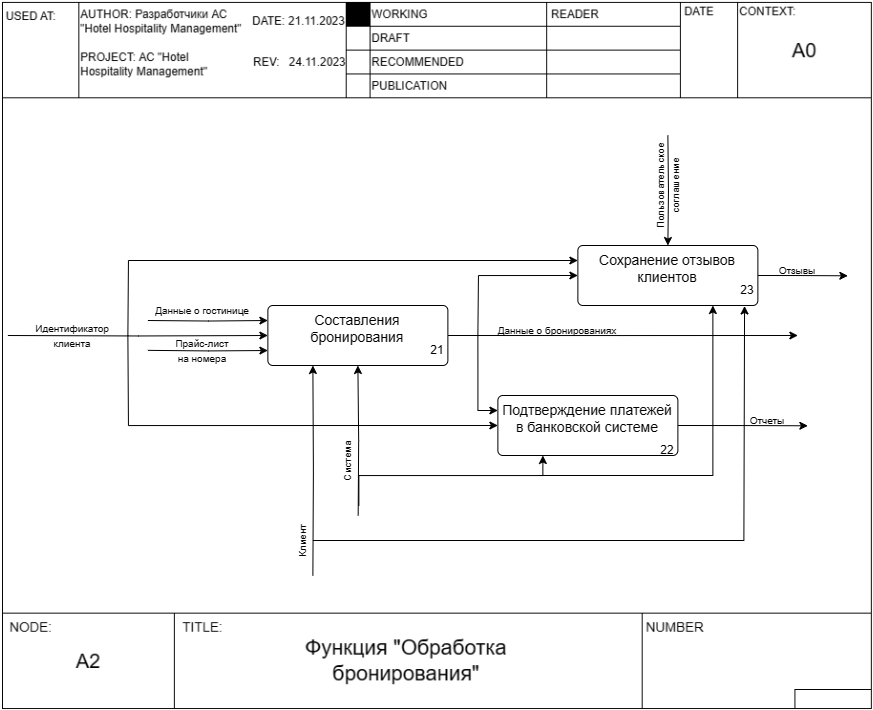 USED AT:
AUTHOR: Разработчики АС
"Hotel Hospitality Management"
DATE: 21.11.2023
PROJECT: АС "Hotel
Hospitality Management"
REV: 24.11.2023
WORKING
DRAFT
RECOMMENDED
PUBLICATION
READER
DATE
CONTEXT:
A0
Пользовательское
соглашение
Сохранение отзывов
клиентов
23
Отзывы
Данные о гостинице
Идентификатор
клиента
Прайс-лист
на номера
Составления
бронирования
21
Данные о бронированиях
Подтверждение платежей
в банковской системе
22
Отчеты
Система
Клиент
NODE:
A2
TITLE:
Функция "Обработка
бронирования"
NUMBER